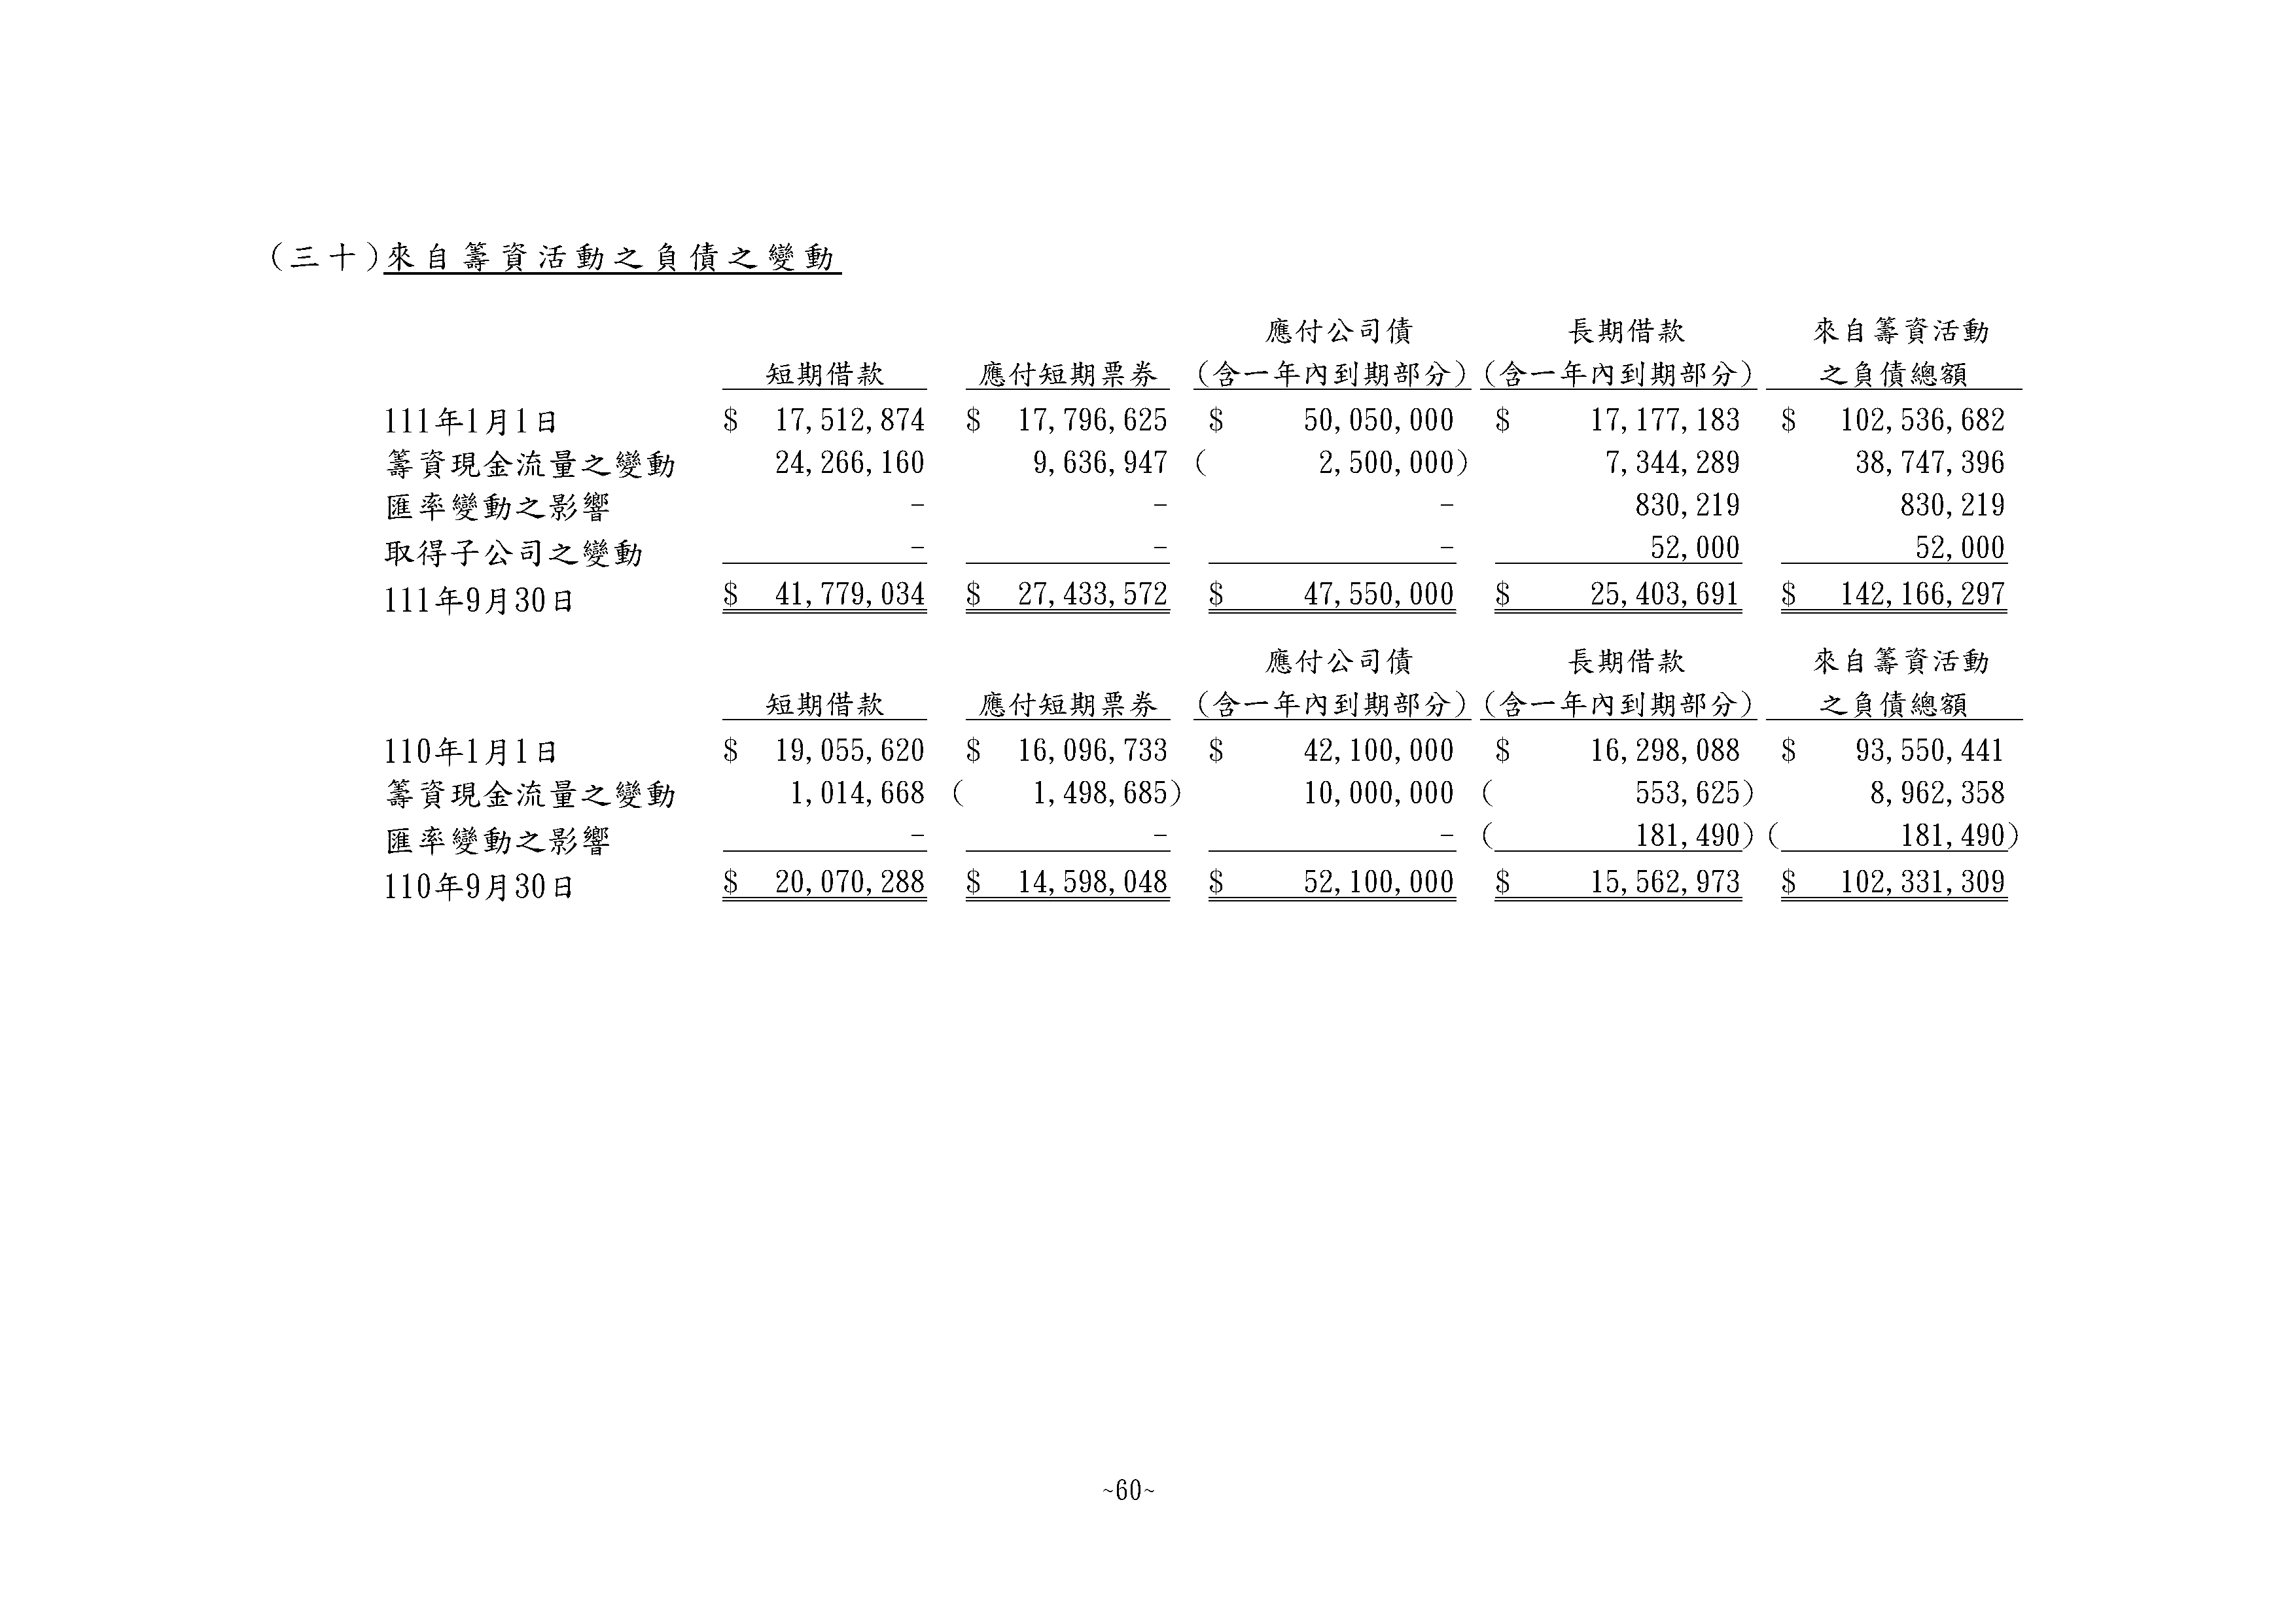 (三十)來自籌資活動之負債之變動
應付公司債 長期借款 來自籌資活動
短期借款 應付短期票券 (含一年內到期部分) (含一年內到期部分) 之負債總額
111年1月1日 $ 17,512,874 $ 17,796,625 $ 50,050,000 $ 17,177,183 $ 102,536,682
籌資現金流量之變動 24,266,160 9,636,947 ( 2,500,000) 7,344,289 38,747,396
匯率變動之影響 - - - 830,219 830,219
取得子公司之變動 - - - 52,000 52,000
111年9月30日 $ 41,779,034 $ 27,433,572 $ 47,550,000 $ 25,403,691 $ 142,166,297
應付公司債 長期借款 來自籌資活動
短期借款 應付短期票券 (含一年內到期部分) (含一年內到期部分) 之負債總額
110年1月1日 $ 19,055,620 $ 16,096,733 $ 42,100,000 $ 16,298,088 $ 93,550,441
籌資現金流量之變動 1,014,668 ( 1,498,685) 10,000,000 ( 553,625) 8,962,358
匯率變動之影響 - - - ( 181,490) ( 181,490)
110年9月30日 $ 20,070,288 $ 14,598,048 $ 52,100,000 $ 15,562,973 $ 102,331,309
~60~